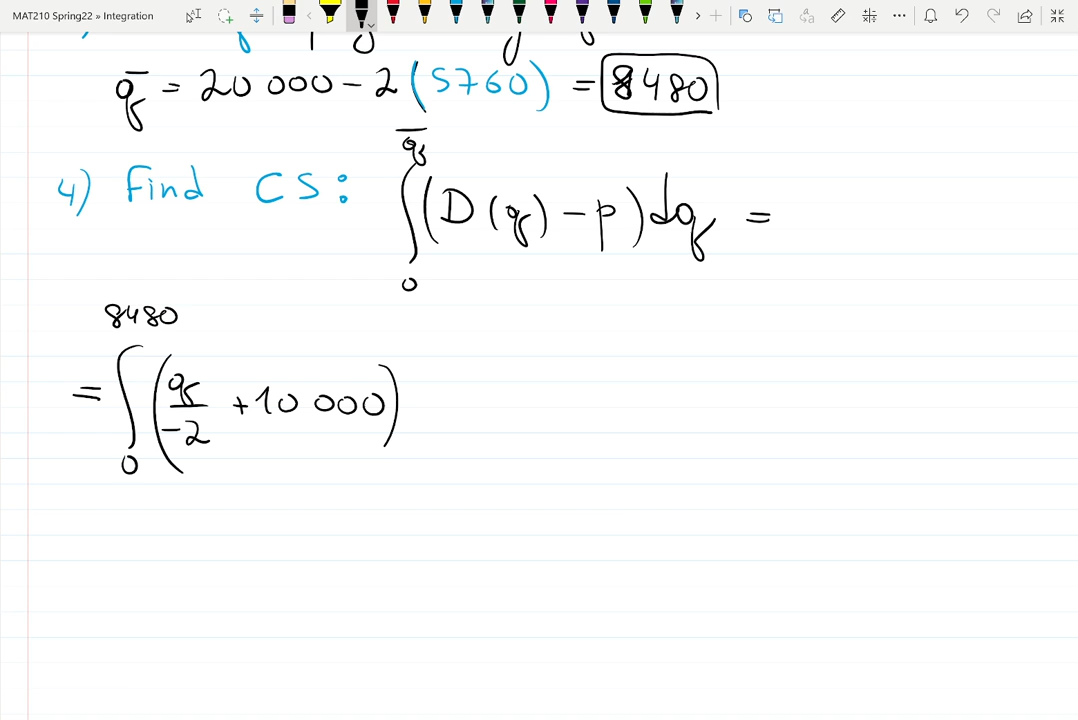 MAT210 Spring22 » Integration
q̄ = 20 000 - 2 (5760) = 8480
4) Find CS: ∫₀^q̄ (D(q) - p) dq =
= ∫₀^8480 (q/-2 + 10 000)